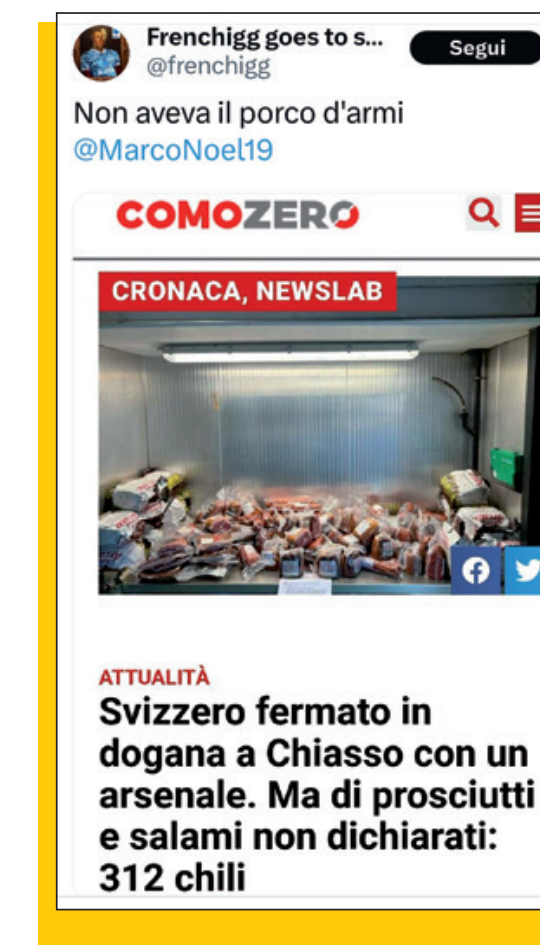 Frenchigg goes to s...
@frenchigg
Segui
Non aveva il porco d'armi
@MarcoNoel19
COMOZERO
CRONACA, NEWSLAB
ATTUALITÀ
Svizzero fermato in
dogana a Chiasso con un
arsenale. Ma di prosciutti
e salami non dichiarati:
312 chili